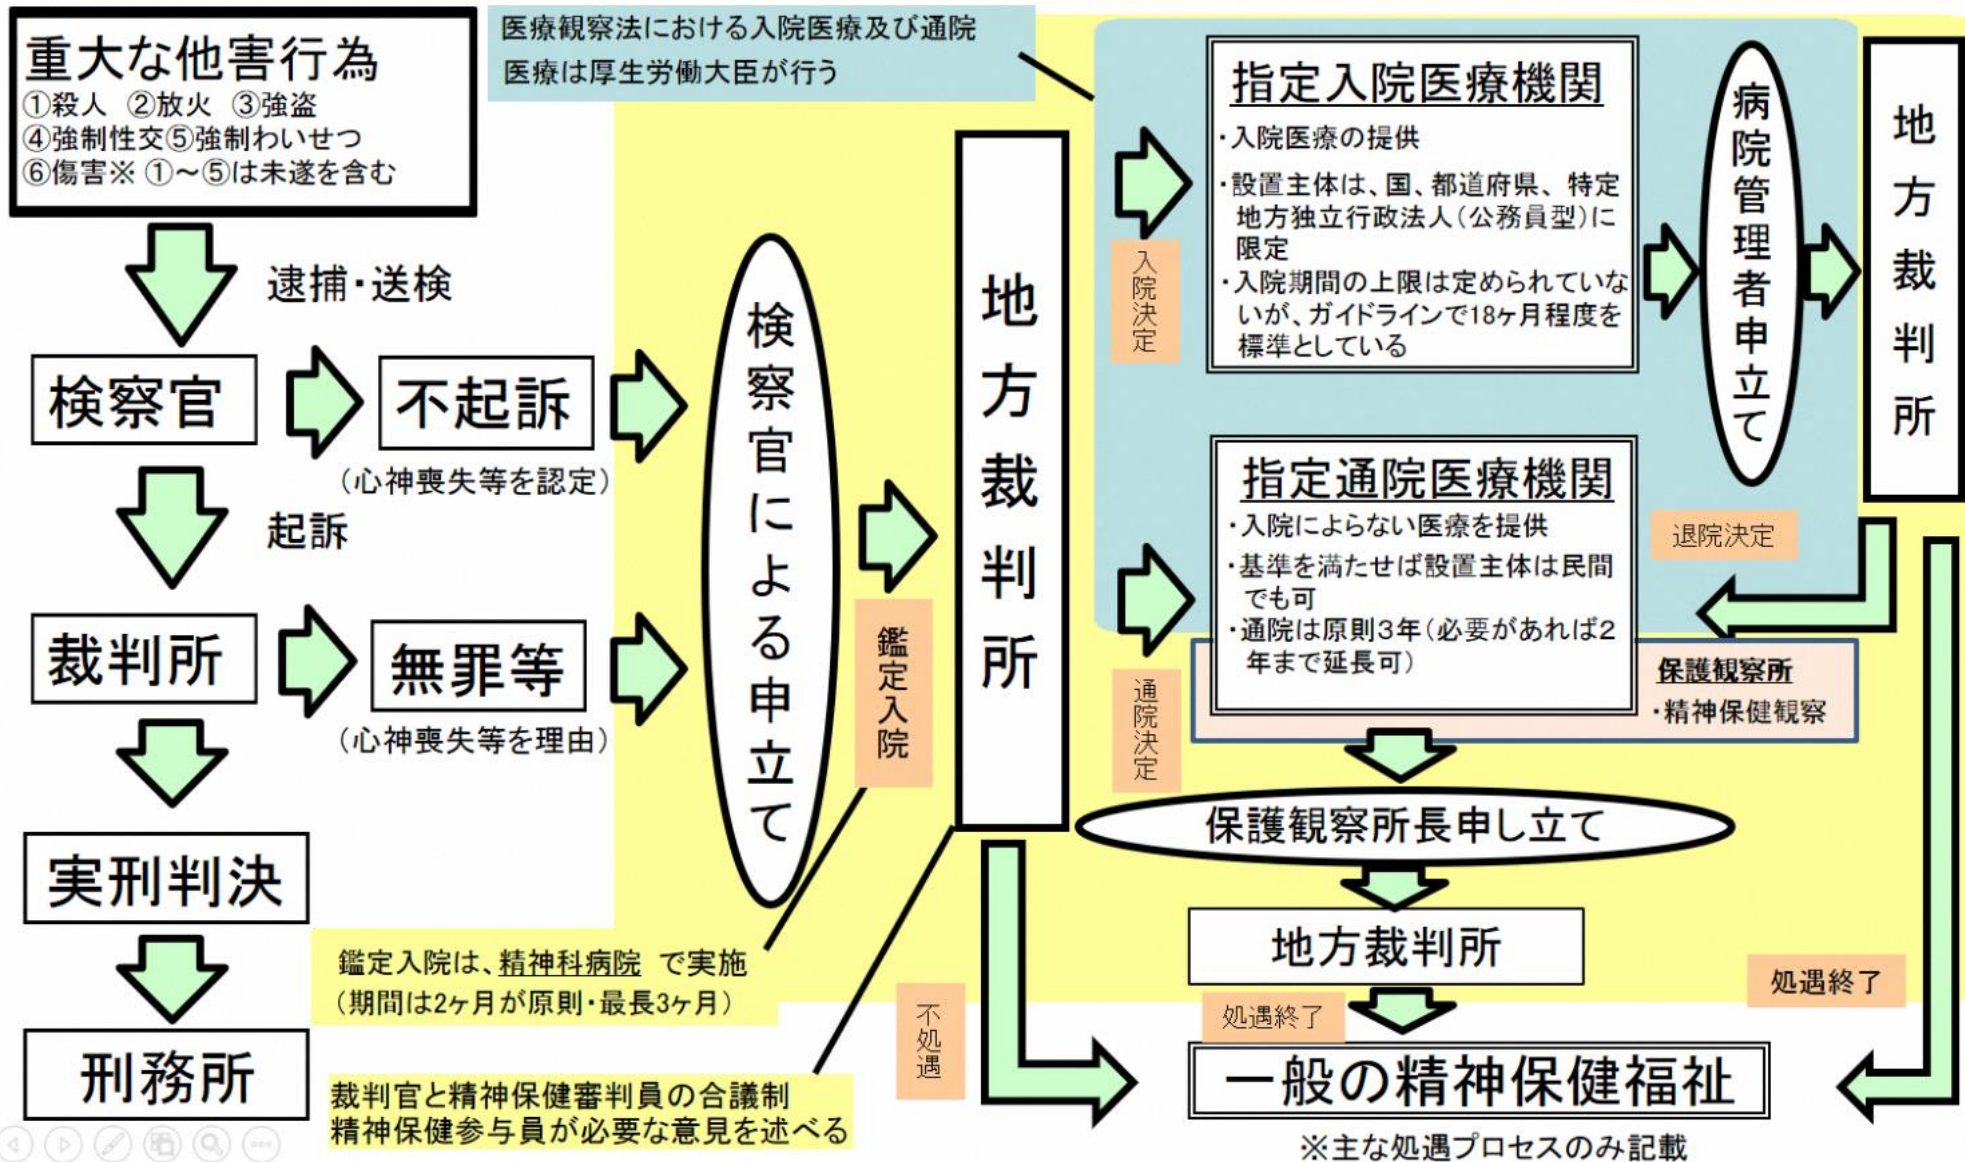 重大な他害行為
①殺人 ②放火 ③強盗
④強制性交⑤強制わいせつ
⑥傷害※ ①～⑤は未遂を含む
逮捕・送検
検察官
不起訴
(心神喪失等を認定)
起訴
裁判所
無罪等
(心神喪失等を理由)
実刑判決
刑務所
医療観察法における入院医療及び通院
医療は厚生労働大臣が行う
検察官による申立て
鑑定入院
鑑定入院は、精神科病院 で実施
(期間は2ヶ月が原則・最長3ヶ月)
地方裁判所
裁判官と精神保健審判員の合議制
精神保健参与員が必要な意見を述べる
不処遇
入院決定
指定入院医療機関
・入院医療の提供
・設置主体は、国、都道府県、特定
地方独立行政法人(公務員型)に
限定
・入院期間の上限は定められていな
いが、ガイドラインで18ヶ月程度を
標準としている
病院管理者申立て
地方裁判所
通院決定
指定通院医療機関
・入院によらない医療を提供
・基準を満たせば設置主体は民間
でも可
・通院は原則3年(必要があれば2
年まで延長可)
退院決定
保護観察所
・精神保健観察
保護観察所長申し立て
地方裁判所
処遇終了
処遇終了
一般の精神保健福祉
※主な処遇プロセスのみ記載